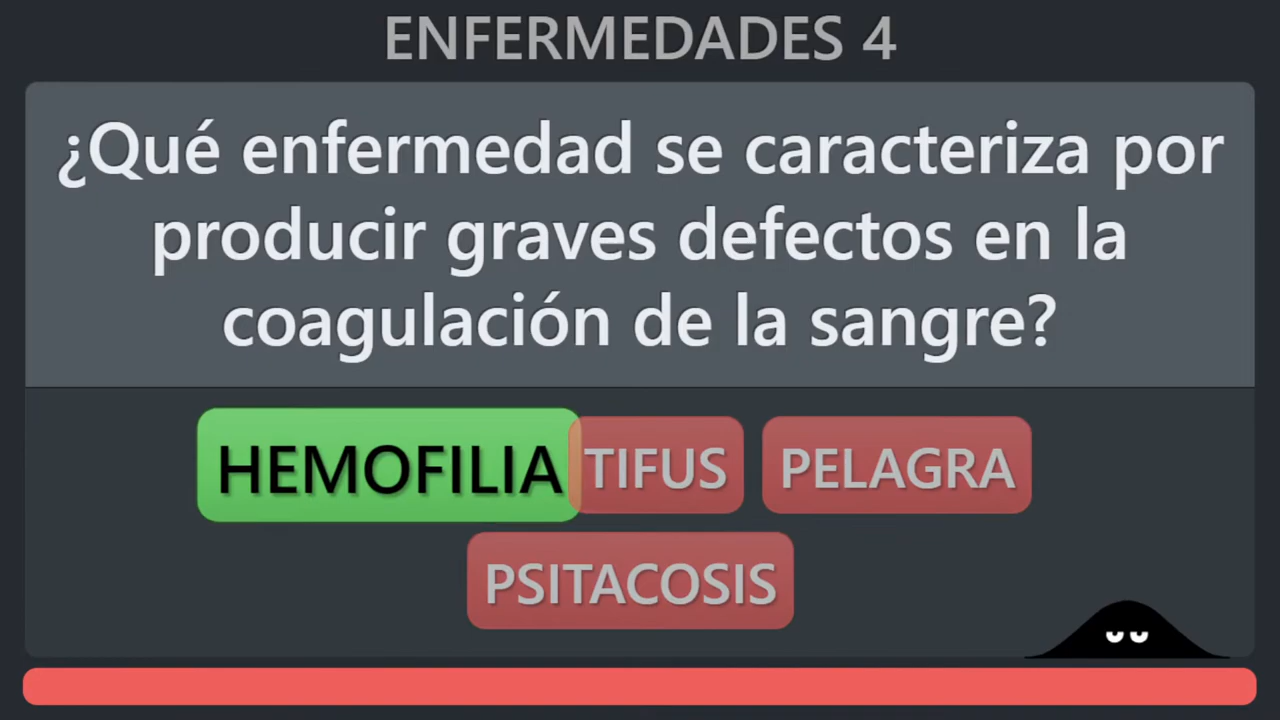 ENFERMEDADES 4
¿Qué enfermedad se caracteriza por
producir graves defectos en la
coagulación de la sangre?
HEMOFILIA TIFUS PELAGRA
PSITACOSIS